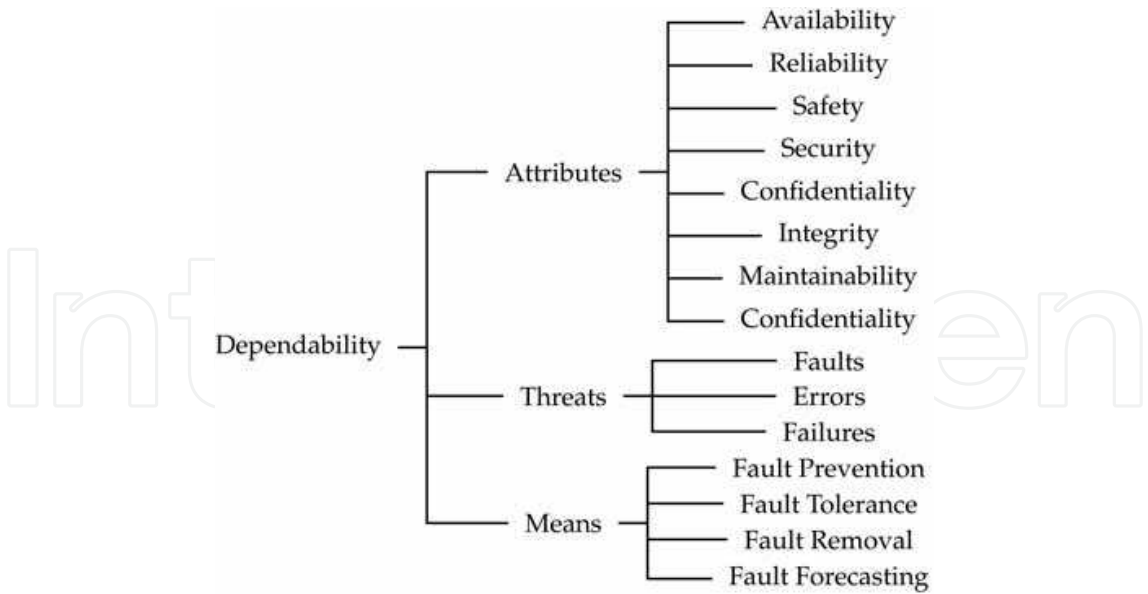 Availability
Reliability
Safety
Security
Attributes
Confidentiality
Integrity
Maintainability
Confidentiality
Dependability
Faults
Threats
Errors
Failures
Fault Prevention
Fault Tolerance
Means
Fault Removal
Fault Forecasting